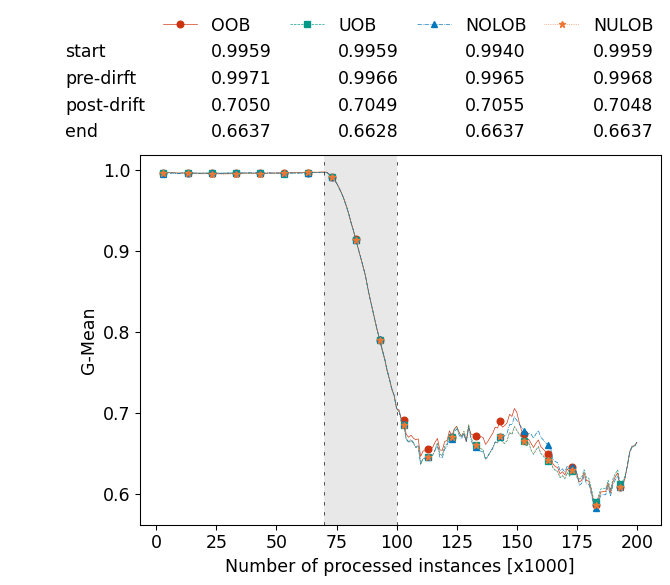 OOB UOB NOLOB NULOB
start 0.9959 0.9959 0.9940 0.9959
pre-dirft 0.9971 0.9966 0.9965 0.9968
post-drift 0.7050 0.7049 0.7055 0.7048
end 0.6637 0.6628 0.6637 0.6637
1.0
0.9
0.8
0.7
0.6
G-Mean
0 25 50 75 100 125 150 175 200
Number of processed instances [x1000]